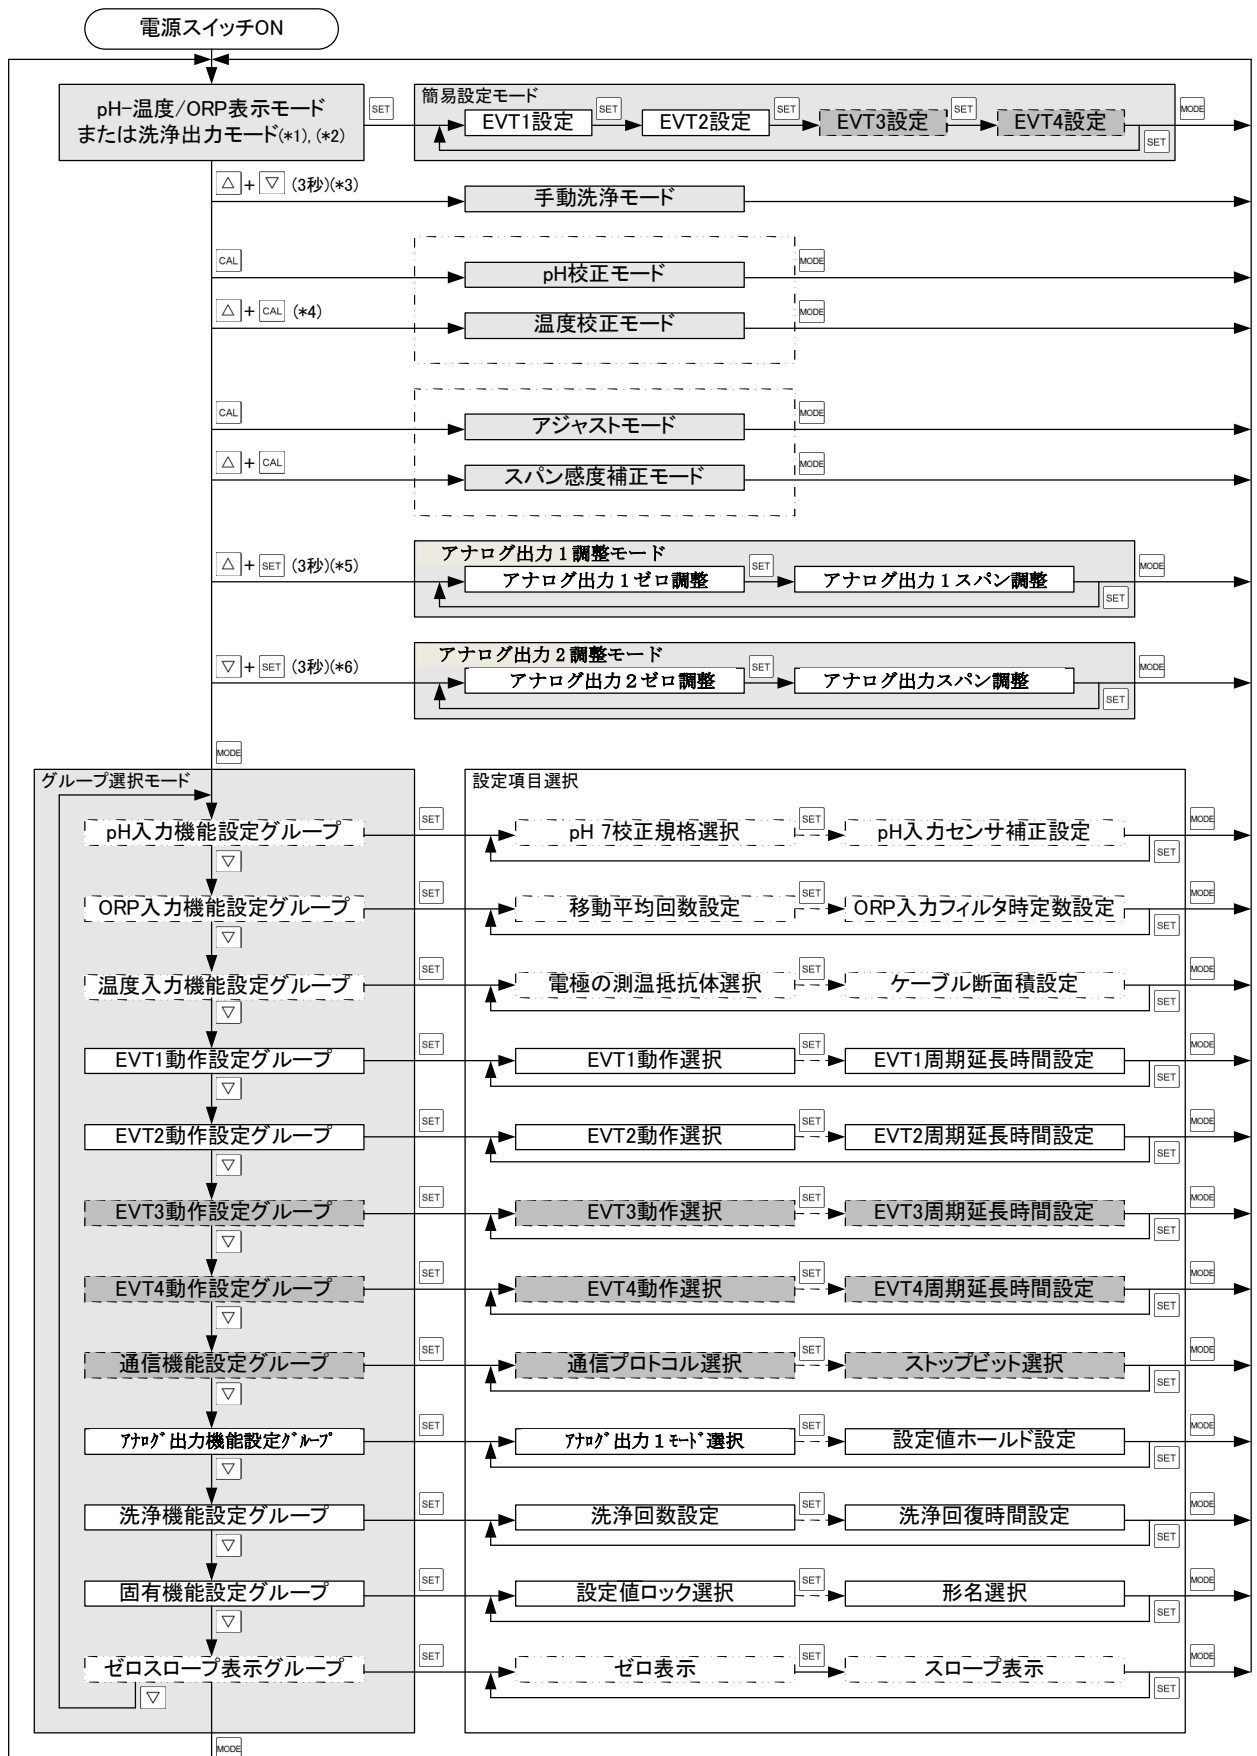 電源スイッチON
pH-温度/ORP表示モード
または洗浄出力モード(*1), (*2)
SET
簡易設定モード
EVT1設定
SET
EVT2設定
SET
EVT3設定
SET
EVT4設定
SET
MODE
△ + ▽ (3秒)(*3)
手動洗浄モード
CAL
pH校正モード
MODE
△ + CAL (*4)
温度校正モード
MODE
CAL
アジャストモード
MODE
△ + CAL
スパン感度補正モード
MODE
△ + SET (3秒)(*5)
アナログ出力1調整モード
アナログ出力1ゼロ調整
SET
アナログ出力1スパン調整
SET
MODE
▽ + SET (3秒)(*6)
アナログ出力2調整モード
アナログ出力2ゼロ調整
SET
アナログ出力スパン調整
SET
MODE
MODE
グループ選択モード
設定項目選択
pH入力機能設定グループ
SET
pH 7校正規格選択
SET
pH入力センサ補正設定
SET
MODE
▽
ORP入力機能設定グループ
SET
移動平均回数設定
SET
ORP入力フィルタ時定数設定
SET
MODE
▽
温度入力機能設定グループ
SET
電極の測温抵抗体選択
SET
ケーブル断面積設定
SET
MODE
▽
EVT1動作設定グループ
SET
EVT1動作選択
SET
EVT1周期延長時間設定
SET
MODE
▽
EVT2動作設定グループ
SET
EVT2動作選択
SET
EVT2周期延長時間設定
SET
MODE
▽
EVT3動作設定グループ
SET
EVT3動作選択
SET
EVT3周期延長時間設定
SET
MODE
▽
EVT4動作設定グループ
SET
EVT4動作選択
SET
EVT4周期延長時間設定
SET
MODE
▽
通信機能設定グループ
SET
通信プロトコル選択
SET
ストップビット選択
SET
MODE
▽
ｱﾅﾛｸﾞ出力機能設定ｸﾞﾙｰﾌﾟ
SET
ｱﾅﾛｸﾞ出力1ﾓｰﾄﾞ選択
SET
設定値ホールド設定
SET
MODE
▽
洗浄機能設定グループ
SET
洗浄回数設定
SET
洗浄回復時間設定
SET
MODE
▽
固有機能設定グループ
SET
設定値ロック選択
SET
形名選択
SET
MODE
▽
ゼロスロープ表示グループ
SET
ゼロ表示
SET
スロープ表示
SET
MODE
▽
MODE